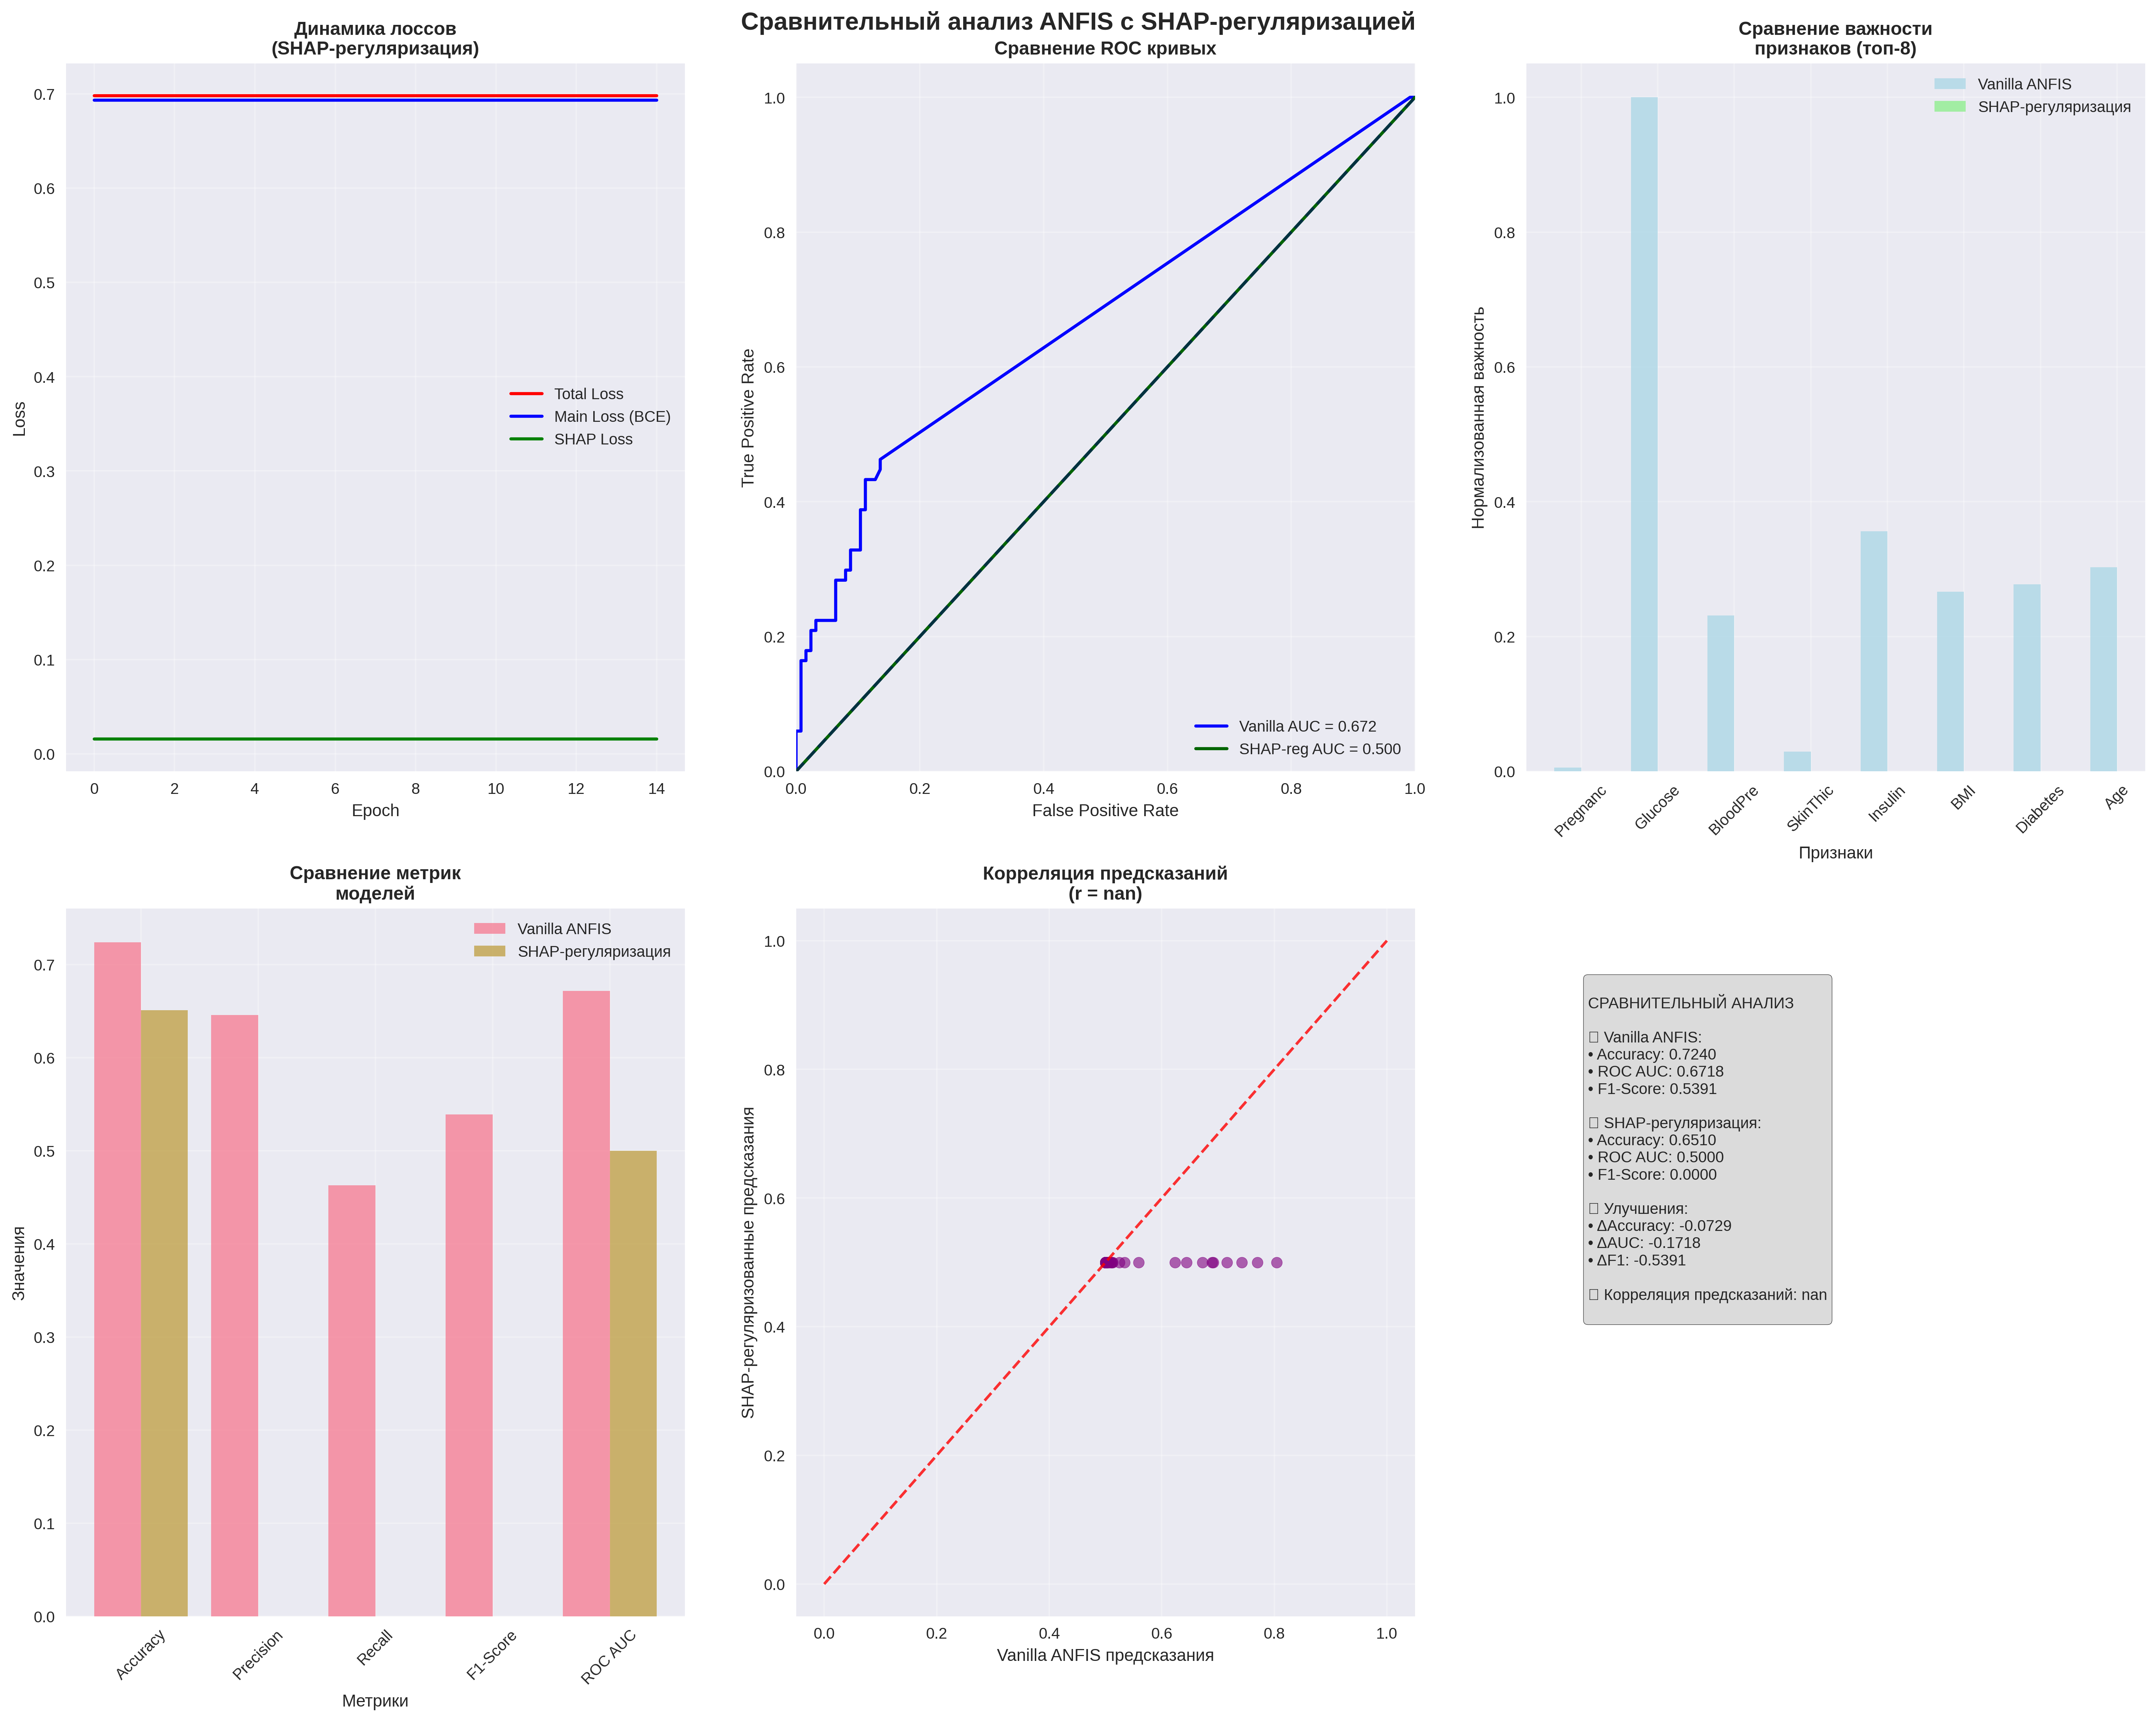 Сравнительный анализ ANFIS с SHAP-регуляризацией
Динамика лоссов
(SHAP-регуляризация)
0.7
0.6
0.5
0.4
0.3
0.2
0.1
0.0
Loss
Total Loss
Main Loss (BCE)
SHAP Loss
0 2 4 6 8 10 12 14
Epoch
Сравнение ROC кривых
1.0
0.8
0.6
0.4
0.2
0.0
True Positive Rate
Vanilla AUC = 0.672
SHAP-reg AUC = 0.500
0.0 0.2 0.4 0.6 0.8 1.0
False Positive Rate
Сравнение важности
признаков (топ-8)
Vanilla ANFIS
SHAP-регуляризация
1.0
0.8
0.6
0.4
0.2
0.0
Нормализованная важность
Pregnanc Glucose BloodPre SkinThic Insulin BMI Diabetes Age
Признаки
Сравнение метрик
моделей
Vanilla ANFIS
SHAP-регуляризация
0.7
0.6
0.5
0.4
0.3
0.2
0.1
0.0
Значения
Accuracy Precision Recall F1-Score ROC AUC
Метрики
Корреляция предсказаний
(r = nan)
1.0
0.8
0.6
0.4
0.2
0.0
SHAP-регуляризованные предсказания
0.0 0.2 0.4 0.6 0.8 1.0
Vanilla ANFIS предсказания
СРАВНИТЕЛЬНЫЙ АНАЛИЗ
Vanilla ANFIS:
• Accuracy: 0.7240
• ROC AUC: 0.6718
• F1-Score: 0.5391
SHAP-регуляризация:
• Accuracy: 0.6510
• ROC AUC: 0.5000
• F1-Score: 0.0000
Улучшения:
• ΔAccuracy: -0.0729
• ΔAUC: -0.1718
• ΔF1: -0.5391
Корреляция предсказаний: nan